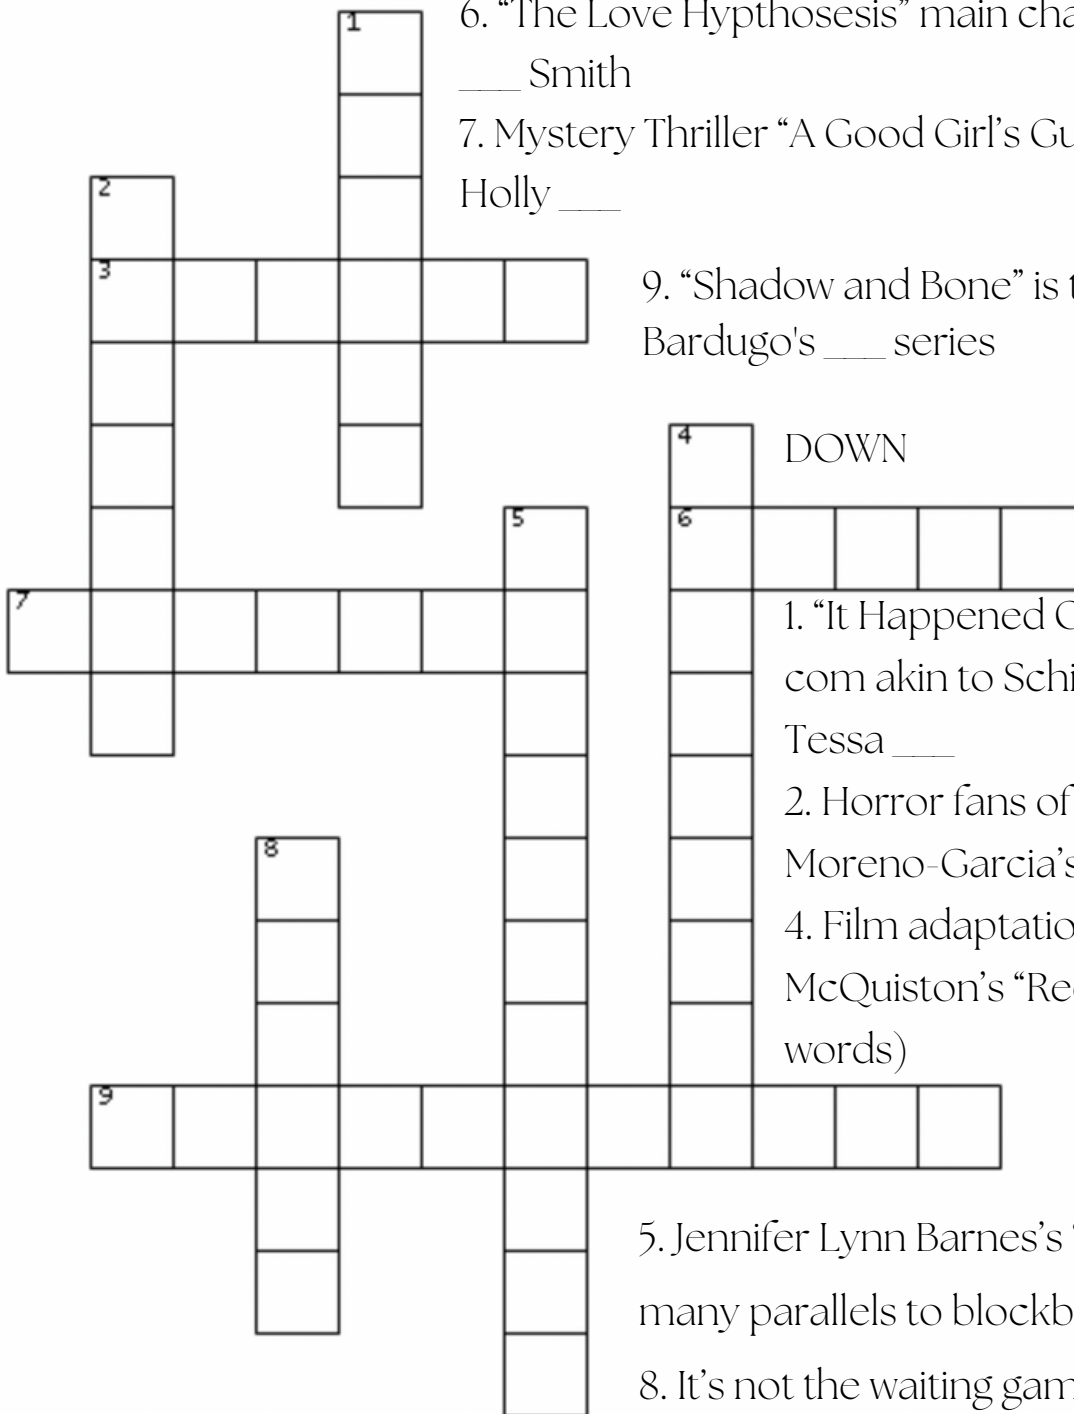 6. “The Love Hypthosesis” main cha
___ Smith
7. Mystery Thriller “A Good Girl’s Gu
Holly ___
9. “Shadow and Bone” is t
Bardugo's ___ series
DOWN
1. “It Happened O
com akin to Schi
Tessa ___
2. Horror fans of
Moreno-Garcia’s
4. Film adaptatio
McQuiston’s “Re
words)
5. Jennifer Lynn Barnes’s “
many parallels to blockb
8. It’s not the waiting gam
1
2
3
4
5
6
7
8
9